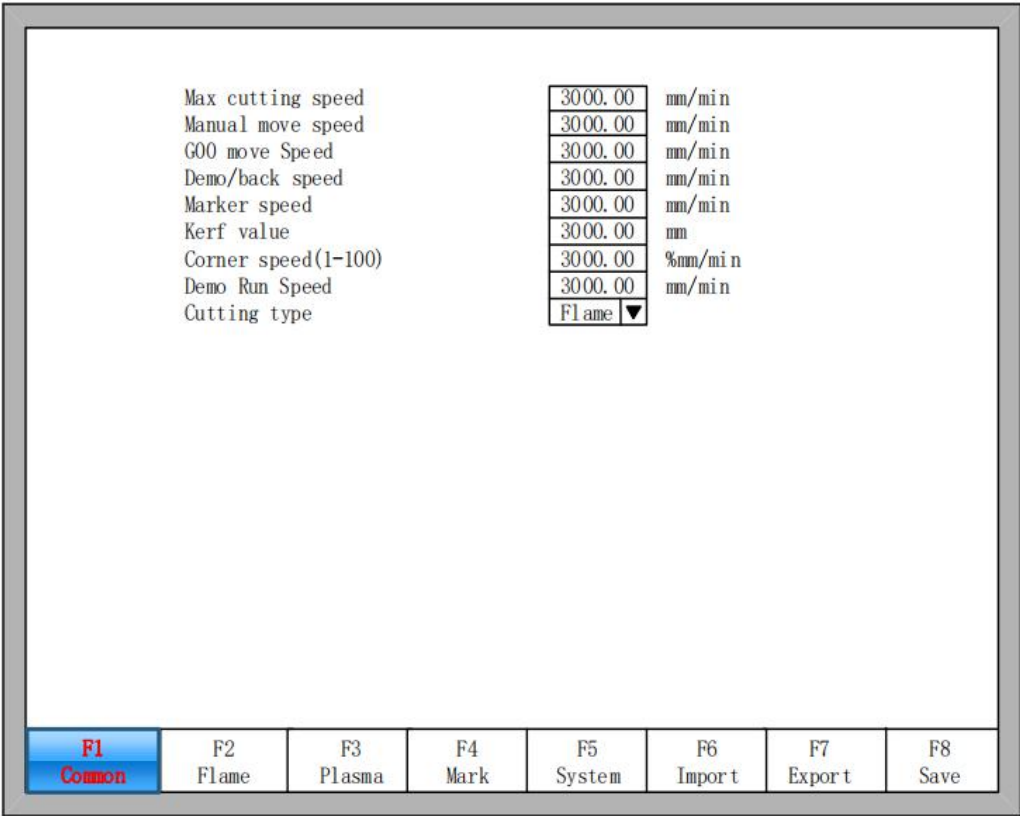 Max cutting speed 3000.00 mm/min
Manual move speed 3000.00 mm/min
G00 move Speed 3000.00 mm/min
Demo/back speed 3000.00 mm/min
Marker speed 3000.00 mm/min
Kerf value 3000.00 mm
Corner speed(1-100) 3000.00 %mm/min
Demo Run Speed 3000.00 mm/min
Cutting type Flame ▼
F1 F2 F3 F4 F5 F6 F7 F8
Common Flame Plasma Mark System Import Export Save